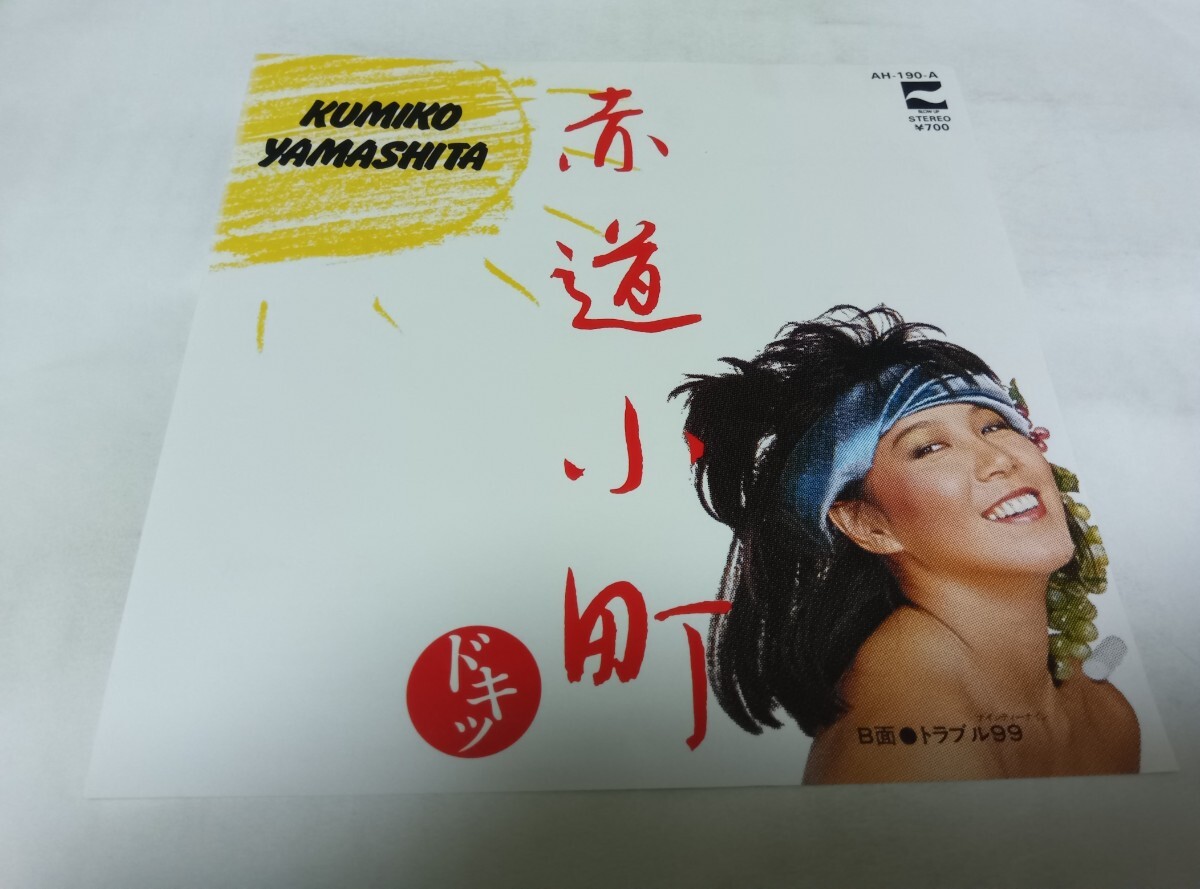 KUMIKO
YAMASHITA
赤道小町
ドキッ
AH-190-A
STEREO
¥700
B面●トラブル99